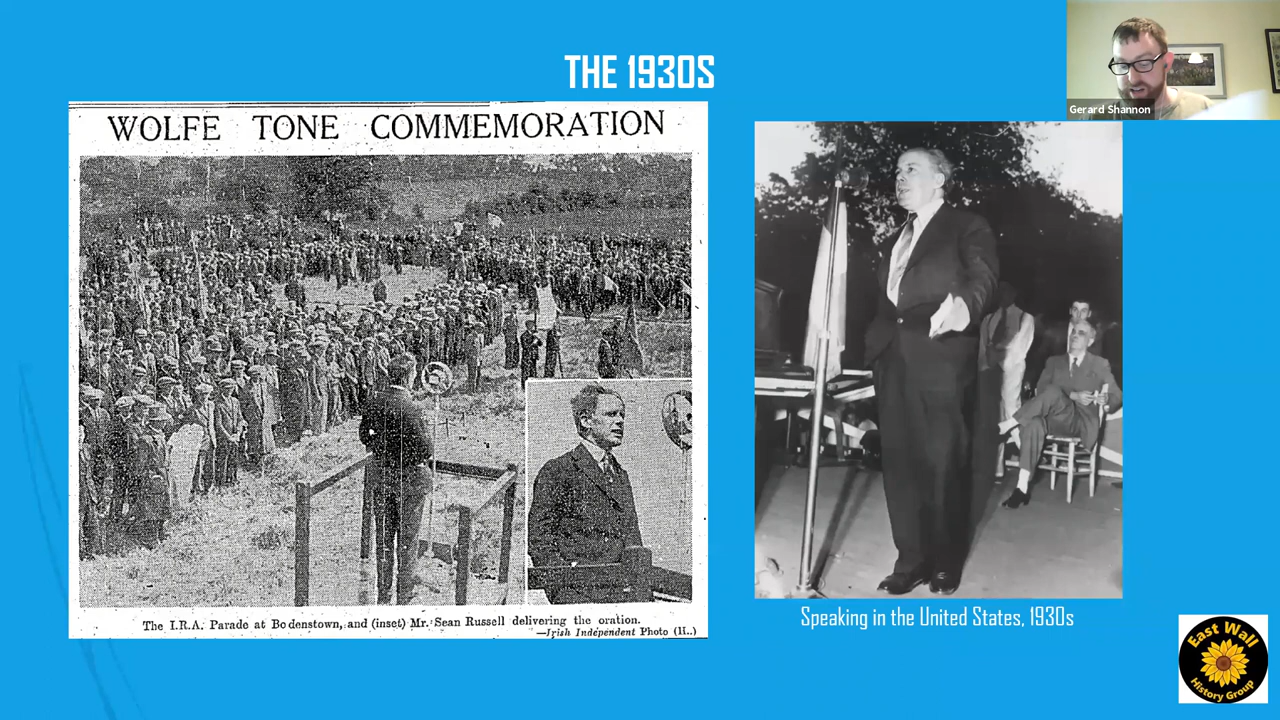 THE 1930S
Gerard Shannon
WOLFE TONE COMMEMORATION
The I.R.A. Parade at Bodenstown, and (inset) Mr. Sean Russell delivering the oration.
—Irish Independent Photo (H..)
Speaking in the United States, 1930s
East Wall
History Group